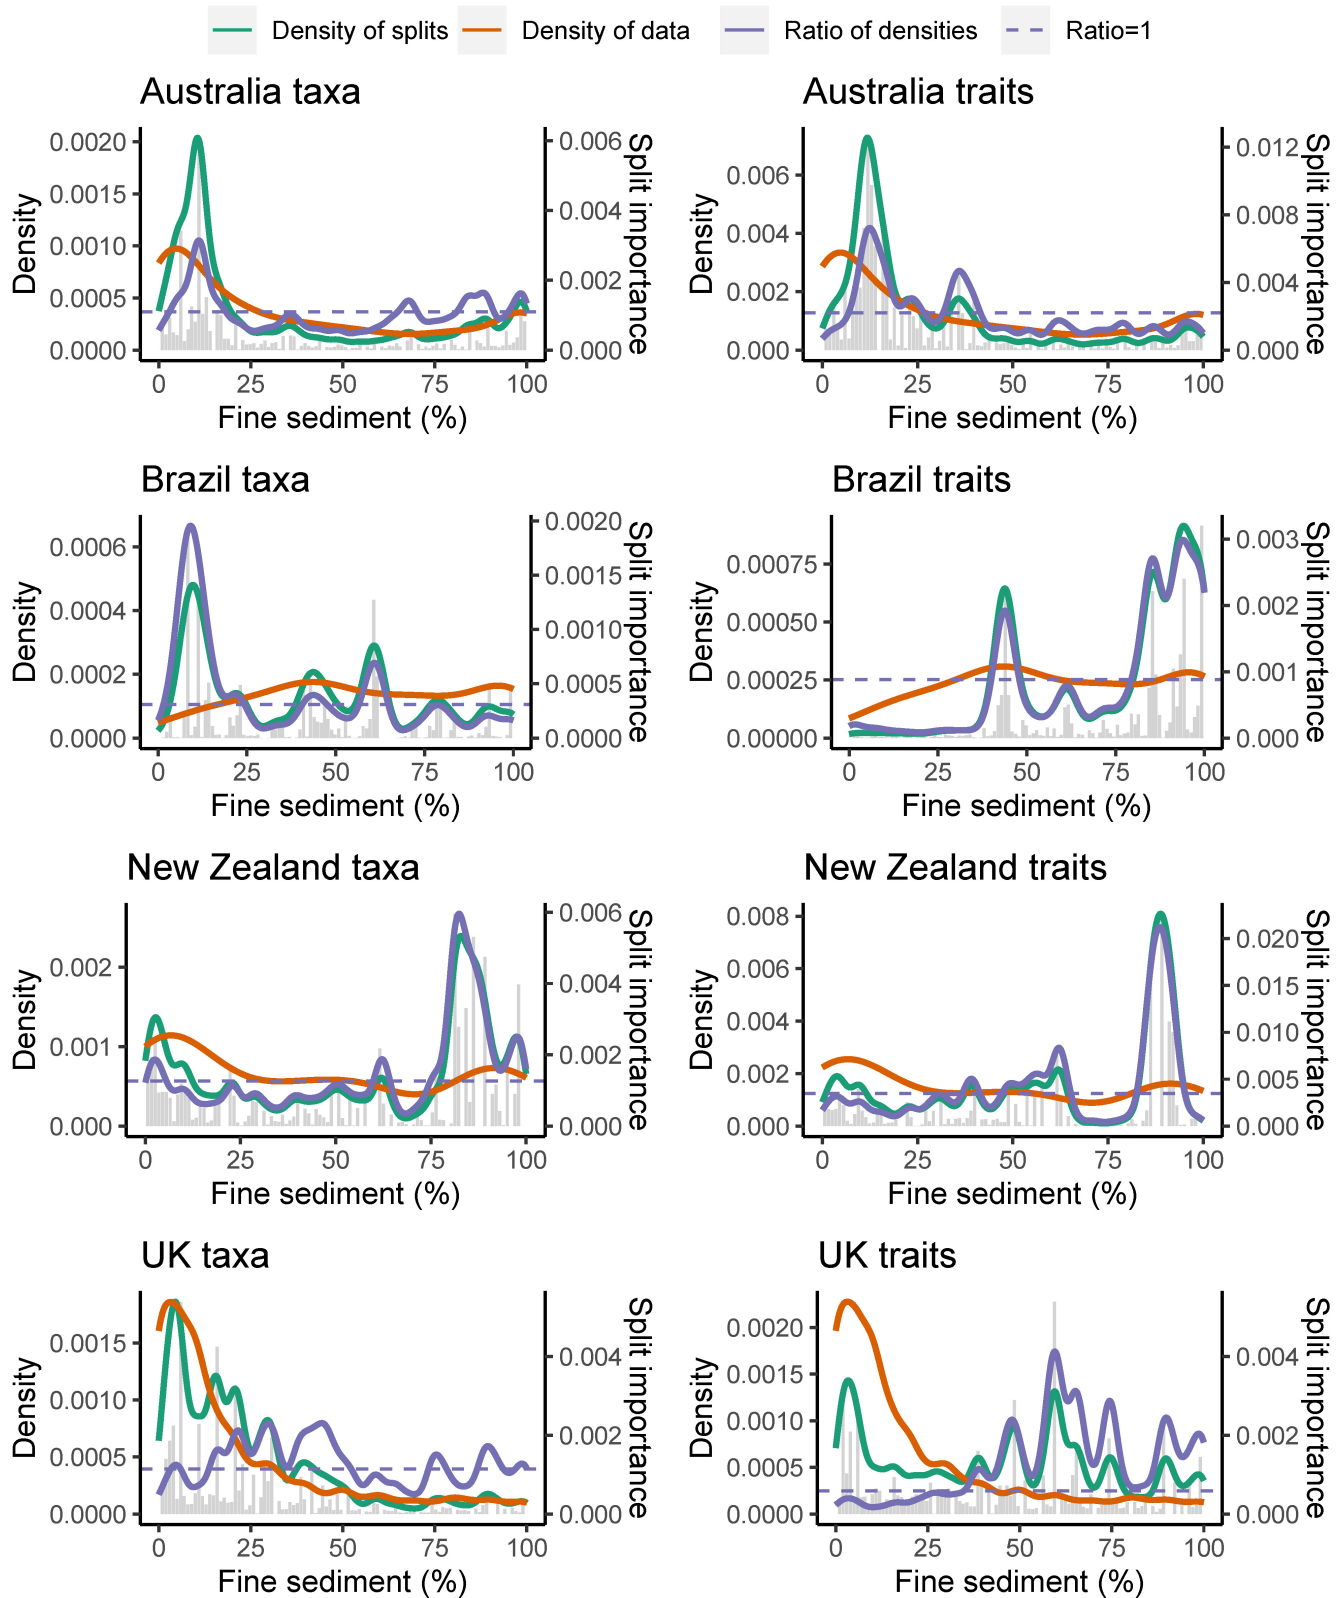 Density of splits Density of data Ratio of densities Ratio=1
Australia taxa
0.0020
0.0015
0.0010
0.0005
0.0000
Density
0.006
0.004
0.002
0.000
Split importance
0 25 50 75 100
Fine sediment (%)
Australia traits
0.006
0.004
0.002
0.000
Density
0.012
0.008
0.004
0.000
Split importance
0 25 50 75 100
Fine sediment (%)
Brazil taxa
0.0006
0.0004
0.0002
0.0000
Density
0.0020
0.0015
0.0010
0.0005
0.0000
Split importance
0 25 50 75 100
Fine sediment (%)
Brazil traits
0.00075
0.00050
0.00025
0.00000
Density
0.003
0.002
0.001
0.000
Split importance
0 25 50 75 100
Fine sediment (%)
New Zealand taxa
0.002
0.001
0.000
Density
0.006
0.004
0.002
0.000
Split importance
0 25 50 75 100
Fine sediment (%)
New Zealand traits
0.008
0.006
0.004
0.002
0.000
Density
0.020
0.015
0.010
0.005
0.000
Split importance
0 25 50 75 100
Fine sediment (%)
UK taxa
0.0015
0.0010
0.0005
0.0000
Density
0.004
0.002
0.000
Split importance
0 25 50 75 100
Fine sediment (%)
UK traits
0.0020
0.0015
0.0010
0.0005
0.0000
Density
0.004
0.002
0.000
Split importance
0 25 50 75 100
Fine sediment (%)